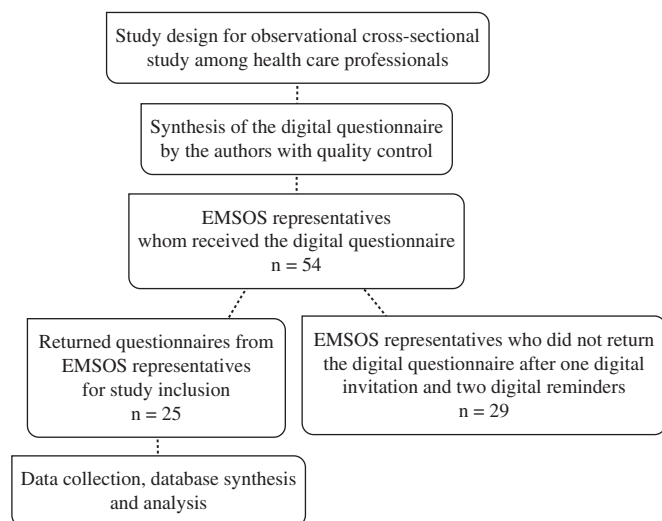 Study design for observational cross-sectional
study among health care professionals
Synthesis of the digital questionnaire
by the authors with quality control
EMSOS representatives
whom received the digital questionnaire
n = 54
Returned questionnaires from
EMSOS representatives
for study inclusion
n = 25
EMSOS representatives who did not return
the digital questionnaire after one digital
invitation and two digital reminders
n = 29
Data collection, database synthesis
and analysis